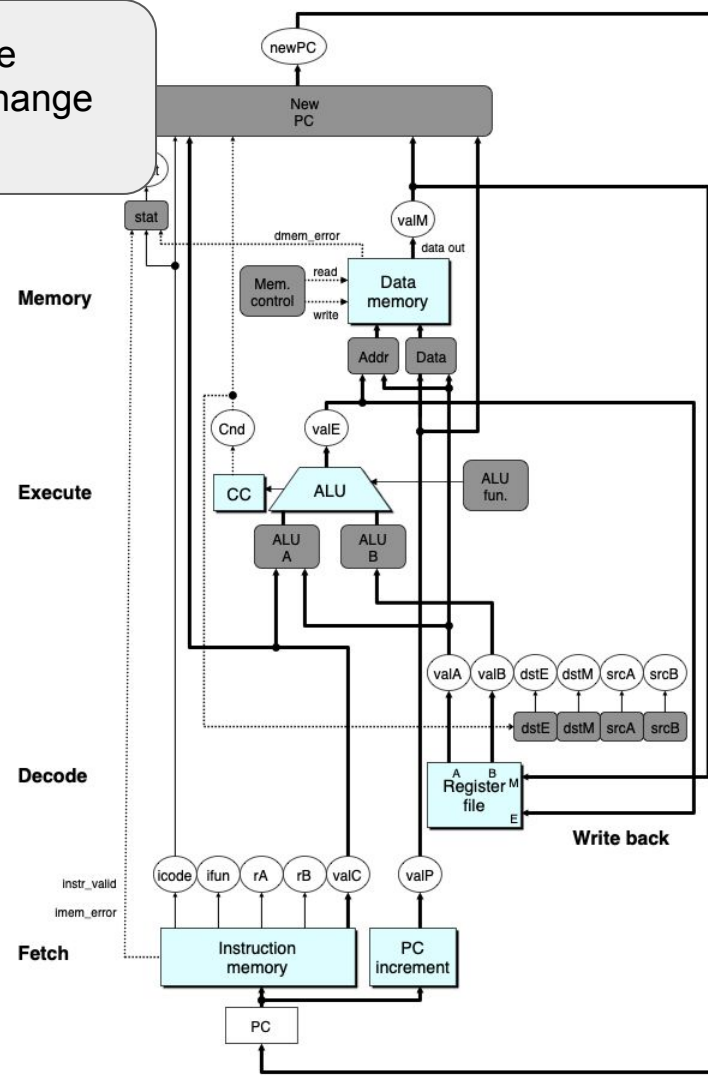 newPC
New
PC
stat
dmem_error
valM
data out
Memory
Mem.
control
read
write
Data
memory
Addr
Data
Cnd
valE
Execute
CC
ALU
ALU
fun.
ALU
A
ALU
B
valA
valB
dstE
dstM
srcA
srcB
dstE
dstM
srcA
srcB
Decode
A
B
M
Register
file
E
Write back
icode
ifun
rA
rB
valC
valP
instr_valid
imem_error
Fetch
Instruction
memory
PC
increment
PC